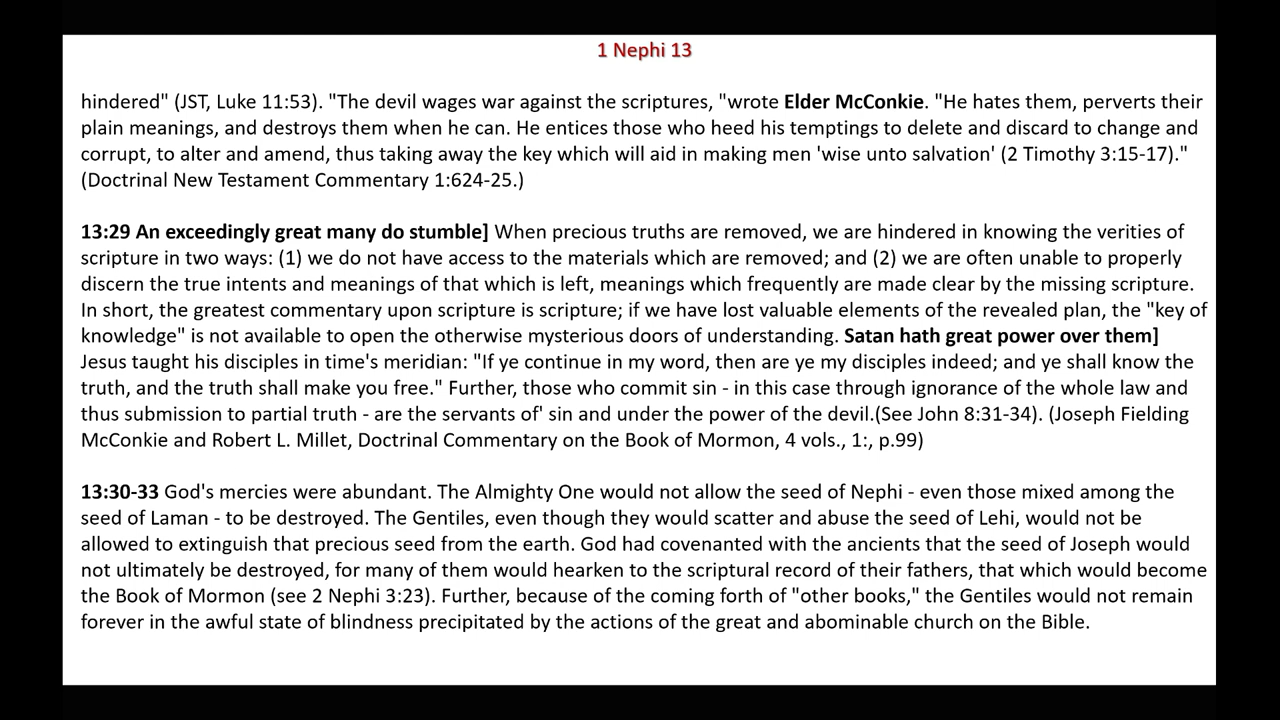 1 Nephi 13
hindered" (JST, Luke 11:53). "The devil wages war against the scriptures, "wrote Elder McConkie. "He hates them, perverts their
plain meanings, and destroys them when he can. He entices those who heed his temptings to delete and discard to change and
corrupt, to alter and amend, thus taking away the key which will aid in making men 'wise unto salvation' (2 Timothy 3:15-17)."
(Doctrinal New Testament Commentary 1:624-25.)
13:29 An exceedingly great many do stumble] When precious truths are removed, we are hindered in knowing the verities of
scripture in two ways: (1) we do not have access to the materials which are removed; and (2) we are often unable to properly
discern the true intents and meanings of that which is left, meanings which frequently are made clear by the missing scripture.
In short, the greatest commentary upon scripture is scripture; if we have lost valuable elements of the revealed plan, the "key of
knowledge" is not available to open the otherwise mysterious doors of understanding. Satan hath great power over them]
Jesus taught his disciples in time's meridian: "If ye continue in my word, then are ye my disciples indeed; and ye shall know the
truth, and the truth shall make you free." Further, those who commit sin - in this case through ignorance of the whole law and
thus submission to partial truth - are the servants of' sin and under the power of the devil.(See John 8:31-34). (Joseph Fielding
McConkie and Robert L. Millet, Doctrinal Commentary on the Book of Mormon, 4 vols., 1:, p.99)
13:30-33 God's mercies were abundant. The Almighty One would not allow the seed of Nephi - even those mixed among the
seed of Laman - to be destroyed. The Gentiles, even though they would scatter and abuse the seed of Lehi, would not be
allowed to extinguish that precious seed from the earth. God had covenanted with the ancients that the seed of Joseph would
not ultimately be destroyed, for many of them would hearken to the scriptural record of their fathers, that which would become
the Book of Mormon (see 2 Nephi 3:23). Further, because of the coming forth of "other books," the Gentiles would not remain
forever in the awful state of blindness precipitated by the actions of the great and abominable church on the Bible.